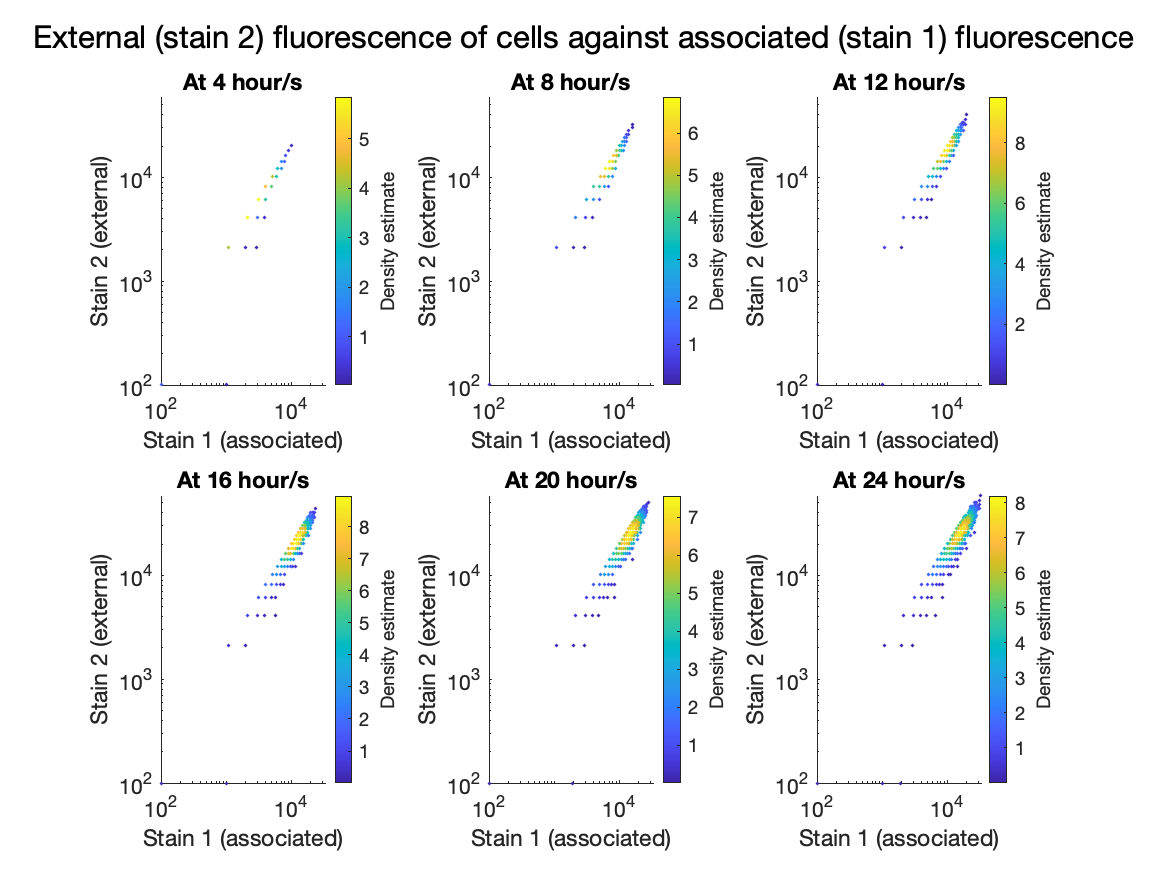 External (stain 2) fluorescence of cells against associated (stain 1) fluorescence
At 4 hour/s
Stain 2 (external)
10^4
10^3
10^2
10^2
10^4
Stain 1 (associated)
5
4
3
2
1
Density estimate
At 8 hour/s
Stain 2 (external)
10^4
10^3
10^2
10^2
10^4
Stain 1 (associated)
6
5
4
3
2
1
Density estimate
At 12 hour/s
Stain 2 (external)
10^4
10^3
10^2
10^2
10^4
Stain 1 (associated)
8
6
4
2
Density estimate
At 16 hour/s
Stain 2 (external)
10^4
10^3
10^2
10^2
10^4
Stain 1 (associated)
8
7
6
5
4
3
2
1
Density estimate
At 20 hour/s
Stain 2 (external)
10^4
10^3
10^2
10^2
10^4
Stain 1 (associated)
7
6
5
4
3
2
1
Density estimate
At 24 hour/s
Stain 2 (external)
10^4
10^3
10^2
10^2
10^4
Stain 1 (associated)
8
7
6
5
4
3
2
1
Density estimate